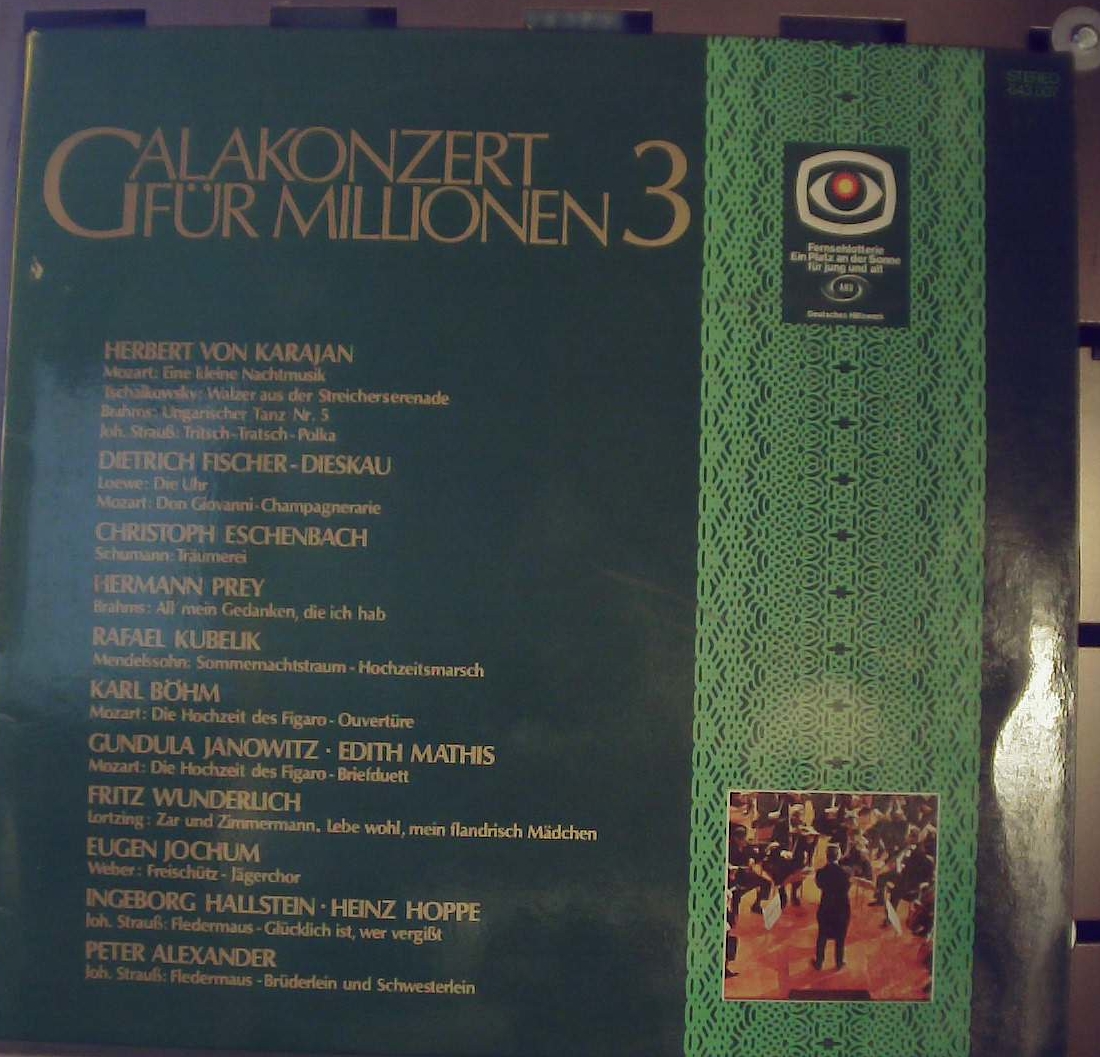 GALAKONZERT
FÜR MILLIONEN 3
STEREO
Fernsehlotterie
Ein Platz an der Sonne
für jung und alt
ARD
Deutsches Hilfswerk
HERBERT VON KARAJAN
Mozart: Eine kleine Nachtmusik
Tschaikowsky: Walzer aus der Streicherserenade
Brahms: Ungarischer Tanz Nr. 5
Joh. Strauß: Tritsch-Tratsch-Polka
DIETRICH FISCHER-DIESKAU
Loewe: Die Uhr
Mozart: Don Giovanni-Champagnerarie
CHRISTOPH ESCHENBACH
Schumann: Träumerei
HERMANN PREY
Brahms: All mein Gedanken, die ich hab
RAFAEL KUBELIK
Mendelssohn: Sommernachtstraum - Hochzeitsmarsch
KARL BÖHM
Mozart: Die Hochzeit des Figaro - Ouvertüre
GUNDULA JANOWITZ · EDITH MATHIS
Mozart: Die Hochzeit des Figaro - Briefduett
FRITZ WUNDERLICH
Lortzing: Zar und Zimmermann. Lebe wohl, mein flandrisch Mädchen
EUGEN JOCHUM
Weber: Freischütz - Jägerchor
INGEBORG HALLSTEIN · HEINZ HOPPE
Joh. Strauß: Fledermaus - Glücklich ist, wer vergißt
PETER ALEXANDER
Joh. Strauß: Fledermaus - Brüderlein und Schwesterlein